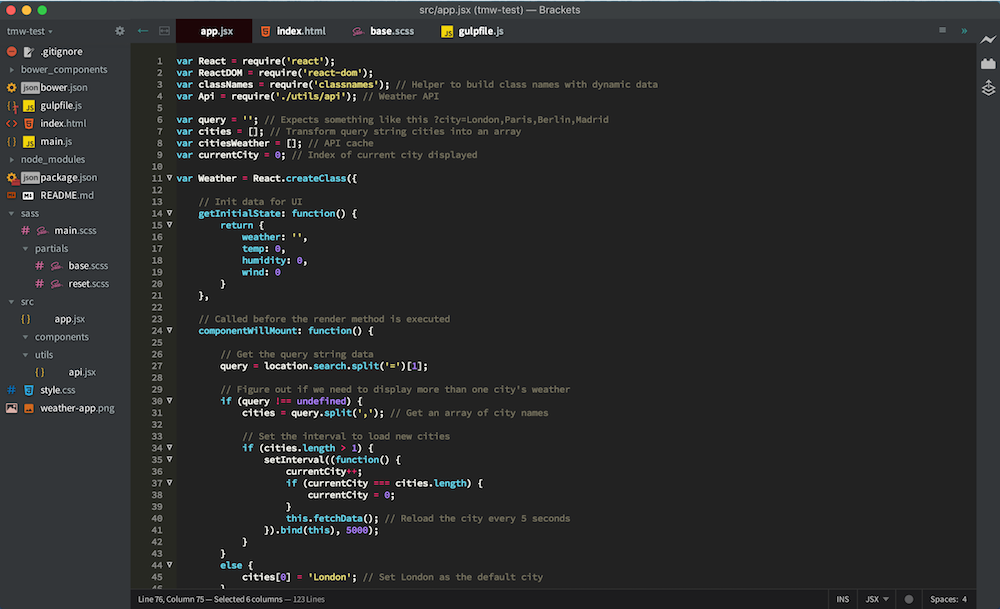 src/app.jsx (tmw-test) — Brackets
tmw-test
app.jsx
index.html
base.scss
gulpfile.js
.gitignore
bower_components
json bower.json
JS gulpfile.js
index.html
JS main.js
node_modules
json package.json
README.md
sass
# main.scss
partials
# base.scss
# reset.scss
src
{} app.jsx
components
utils
{} api.jsx
# style.css
weather-app.png
1 var React = require('react');
2 var ReactDOM = require('react-dom');
3 var classNames = require('classnames'); // Helper to build class names with dynamic data
4 var Api = require('./utils/api'); // Weather API
5
6 var query = ''; // Expects something like this ?city=London,Paris,Berlin,Madrid
7 var cities = []; // Transform query string cities into an array
8 var citiesWeather = []; // API cache
9 var currentCity = 0; // Index of current city displayed
10
11 var Weather = React.createClass({
12
13 // Init data for UI
14 getInitialState: function() {
15 return {
16 weather: '',
17 temp: 0,
18 humidity: 0,
19 wind: 0
20 }
21 },
22
23 // Called before the render method is executed
24 componentWillMount: function() {
25
26 // Get the query string data
27 query = location.search.split('=')[1];
28
29 // Figure out if we need to display more than one city's weather
30 if (query !== undefined) {
31 cities = query.split(','); // Get an array of city names
32
33 // Set the interval to load new cities
34 if (cities.length > 1) {
35 setInterval((function() {
36 currentCity++;
37 if (currentCity === cities.length) {
38 currentCity = 0;
39 }
40 this.fetchData(); // Reload the city every 5 seconds
41 }).bind(this), 5000);
42 }
43 }
44 else {
45 cities[0] = 'London'; // Set London as the default city
46 }
Line 76, Column 75 — Selected 6 columns — 123 Lines
INS
JSX
Spaces: 4